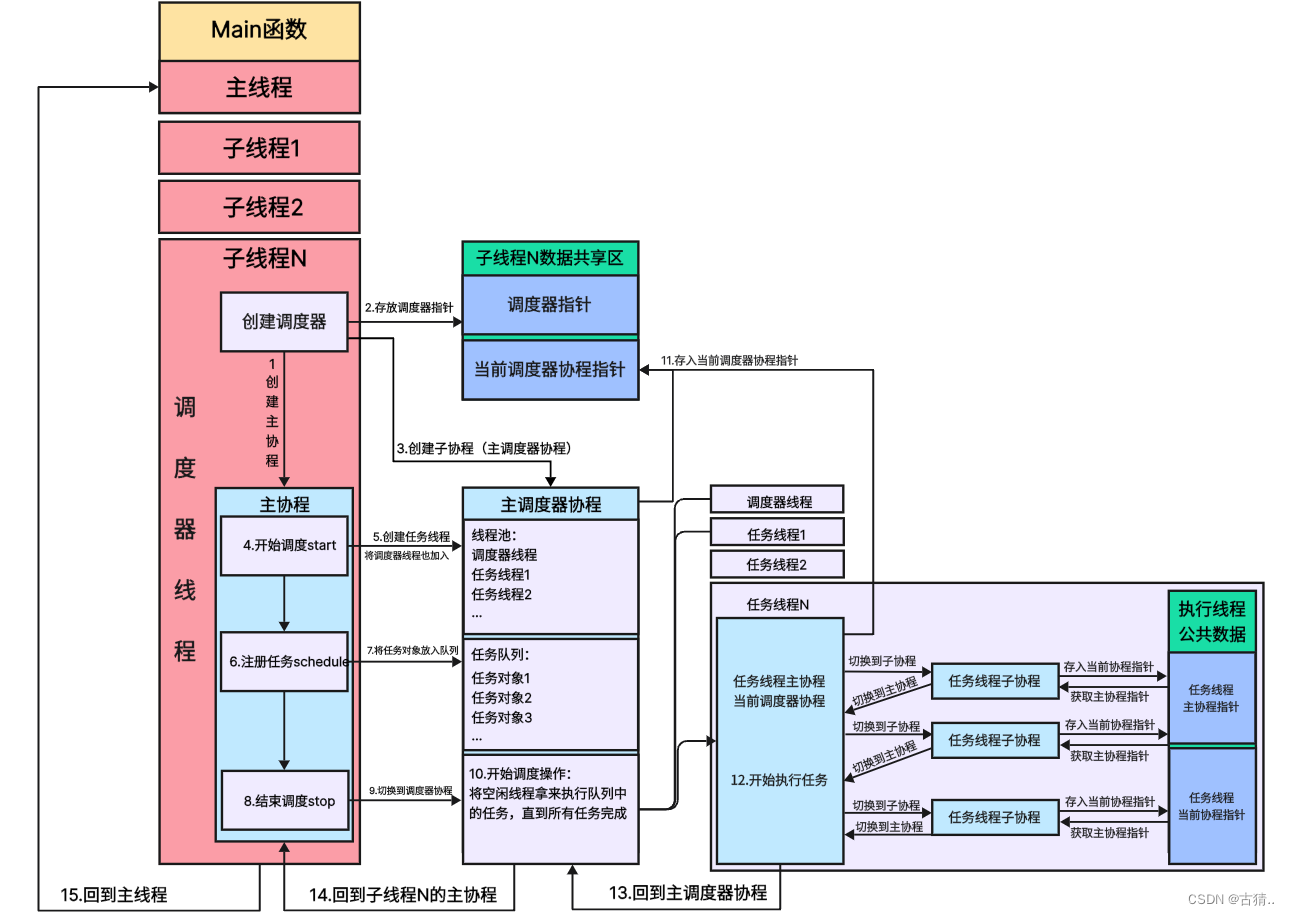 Main函数
主线程
子线程1
子线程2
子线程N
调度器线程
创建调度器
1创建主协程
2.存放调度器指针
子线程N数据共享区
调度器指针
当前调度器协程指针
3.创建子协程（主调度器协程）
11.存入当前调度器协程指针
主协程
4.开始调度start
5.创建任务线程
将调度器线程也加入
6.注册任务schedule
7.将任务对象放入队列
8.结束调度stop
9.切换到调度器协程
主调度器协程
线程池：
调度器线程
任务线程1
任务线程2
...
任务队列：
任务对象1
任务对象2
任务对象3
...
10.开始调度操作：
将空闲线程拿来执行队列中
的任务，直到所有任务完成
调度器线程
任务线程1
任务线程2
任务线程N
任务线程主协程
当前调度器协程
12.开始执行任务
切换到子协程
切换到主协程
任务线程子协程
存入当前协程指针
获取主协程指针
切换到子协程
切换到主协程
任务线程子协程
存入当前协程指针
获取主协程指针
切换到子协程
切换到主协程
任务线程子协程
存入当前协程指针
获取主协程指针
执行线程
公共数据
任务线程
主协程指针
任务线程
当前协程指针
13.回到主调度器协程
14.回到子线程N的主协程
15.回到主线程
CSDN @古猜..